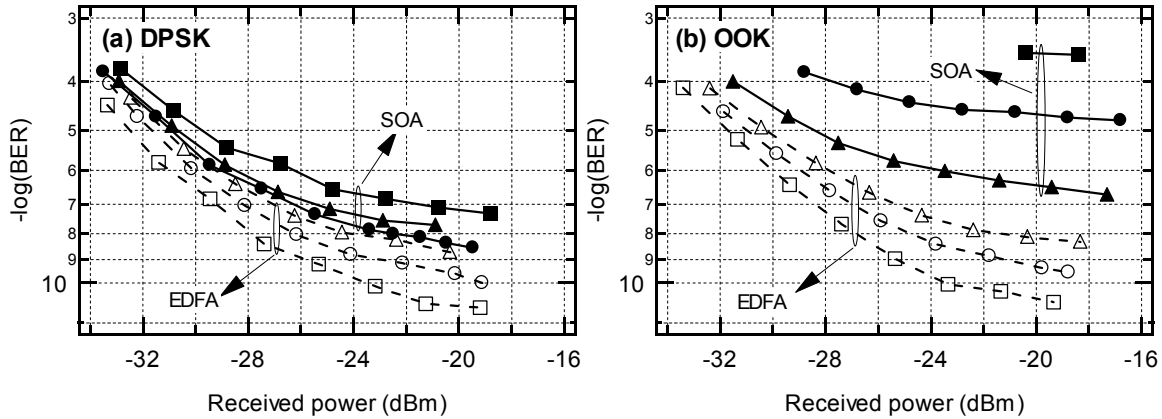 (a) DPSK
3
4
5
6
7
8
9
10
-log(BER)
SOA
EDFA
-32
-28
-24
-20
-16
Received power (dBm)
(b) OOK
3
4
5
6
7
8
9
10
-log(BER)
SOA
EDFA
-32
-28
-24
-20
-16
Received power (dBm)